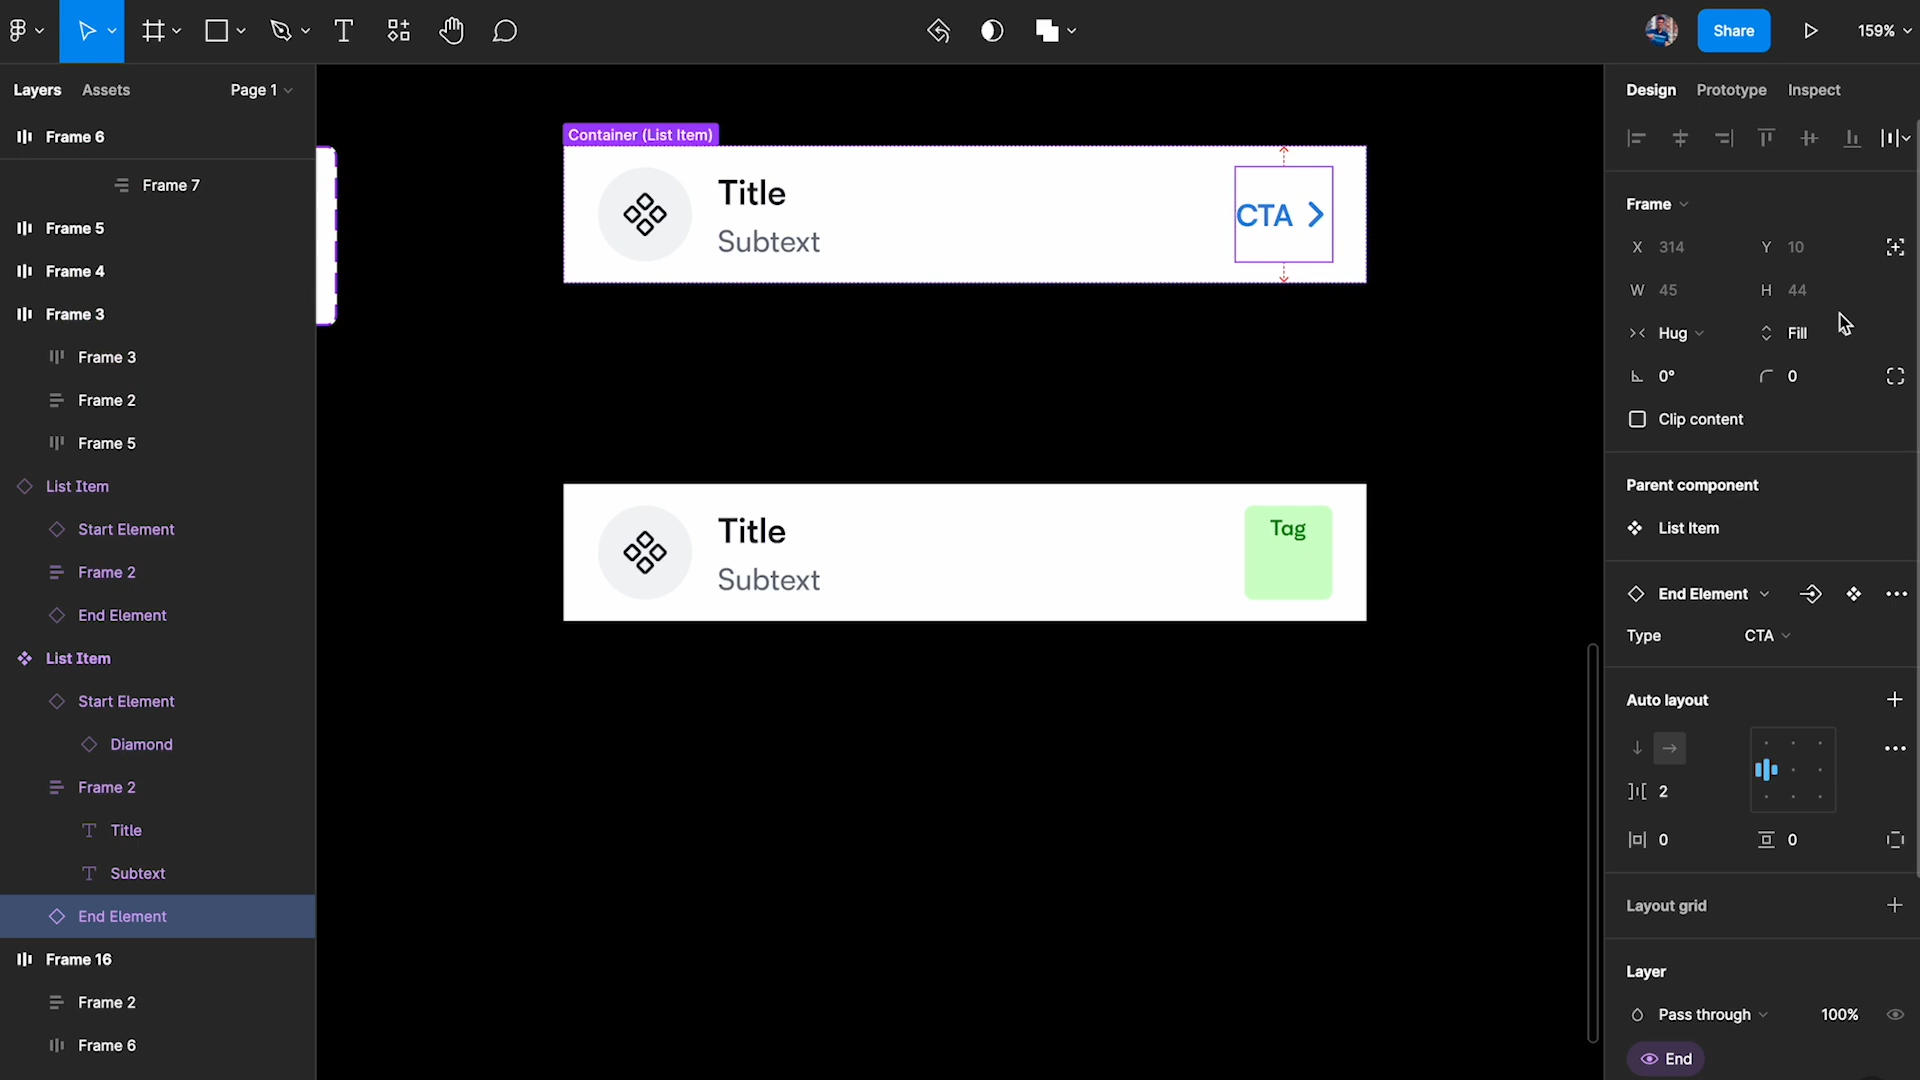 Share
159%
Layers
Assets
Page 1
Frame 6
Frame 7
Frame 5
Frame 4
Frame 3
Frame 3
Frame 2
Frame 5
List Item
Start Element
Frame 2
End Element
List Item
Start Element
Diamond
Frame 2
Title
Subtext
End Element
Frame 16
Frame 2
Frame 6
Container (List Item)
Title
Subtext
CTA
Title
Subtext
Tag
Design
Prototype
Inspect
Frame
X 314
Y 10
W 45
H 44
Hug
Fill
0°
0
Clip content
Parent component
List Item
End Element
Type
CTA
Auto layout
2
0
0
Layout grid
Layer
Pass through
100%
End